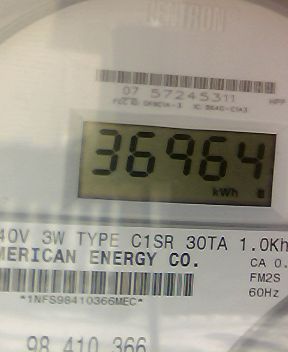 CENTRON
07 57245311
36964
kWh
40V 3W TYPE C1SR 30TA 1.0Kh
MERICAN ENERGY CO.
CA 0.
FM2S
60Hz
*1NFS98410366MEC*
98 410 366